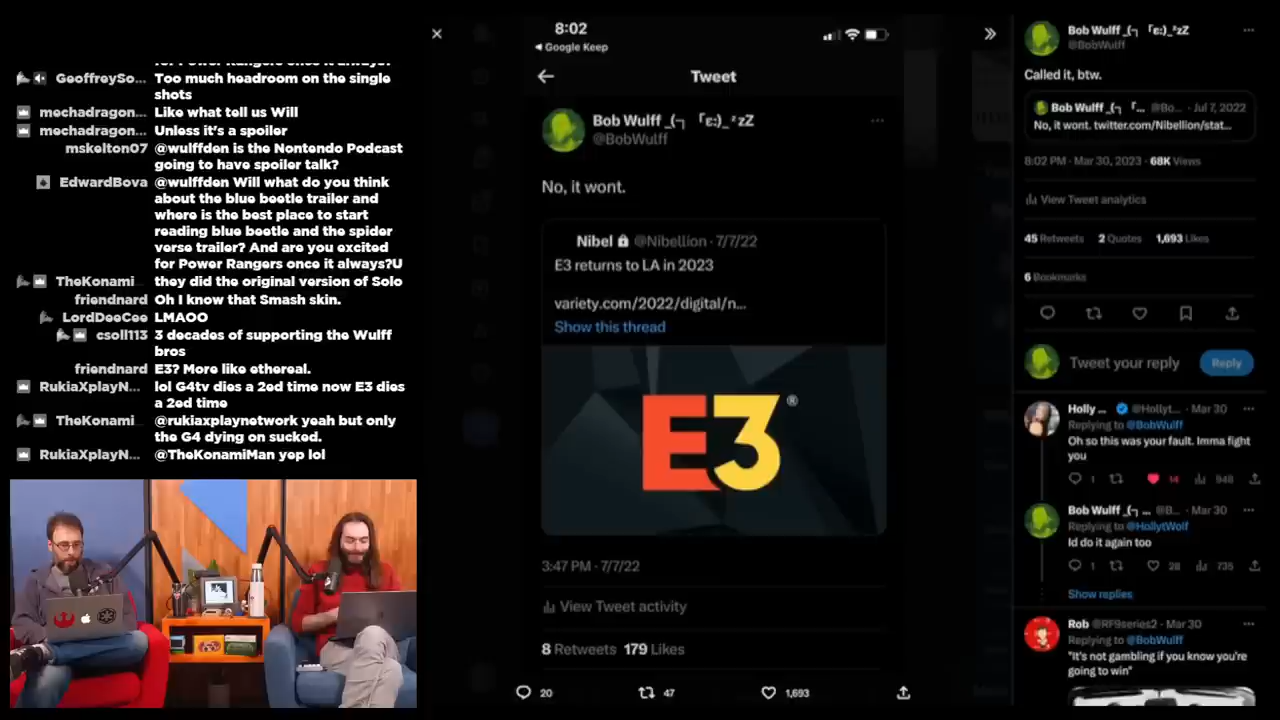 for Power Rangers once it always?
GeoffreySo... Too much headroom on the single
shots
mechadragon... Like what tell us Will
mechadragon... Unless it's a spoiler
mskelton07 @wulffden is the Nontendo Podcast
going to have spoiler talk?
EdwardBova @wulffden Will what do you think
about the blue beetle trailer and
where is the best place to start
reading blue beetle and the spider
verse trailer? And are you excited
for Power Rangers once it always?U
TheKonami... they did the original version of Solo
friendnard Oh I know that Smash skin.
LordDeeCee LMAOO
csoll113 3 decades of supporting the Wulff
bros
friendnard E3? More like ethereal.
RukiaXplayN... lol G4tv dies a 2ed time now E3 dies
a 2ed time
TheKonami... @rukiaxplaynetwork yeah but only
the G4 dying on sucked.
RukiaXplayN... @TheKonamiMan yep lol
8:02
Google Keep
Tweet
Bob Wulff _(┐「ε:)_ᶻzZ
@BobWulff
No, it wont.
Nibel @Nibellion · 7/7/22
E3 returns to LA in 2023
variety.com/2022/digital/n...
Show this thread
E3®
3:47 PM · 7/7/22
View Tweet activity
8 Retweets 179 Likes
20 47 1,693
Bob Wulff _(┐「ε:)_ᶻzZ
@BobWulff
Called it, btw.
Bob Wulff _(┐「... @Bo... · Jul 7, 2022
No, it wont. twitter.com/Nibellion/stat...
8:02 PM · Mar 30, 2023 · 68K Views
View Tweet analytics
45 Retweets 2 Quotes 1,693 Likes
6 Bookmarks
Tweet your reply Reply
Holly ... @Hollyt... · Mar 30
Replying to @BobWulff
Oh so this was your fault. Imma fight
you
1 14 948
Bob Wulff _(┐... @B... · Mar 30
Replying to @HollytWolf
Id do it again too
1 28 735
Show replies
Rob @RF9series2 · Mar 30
Replying to @BobWulff
"It's not gambling if you know you're
going to win"